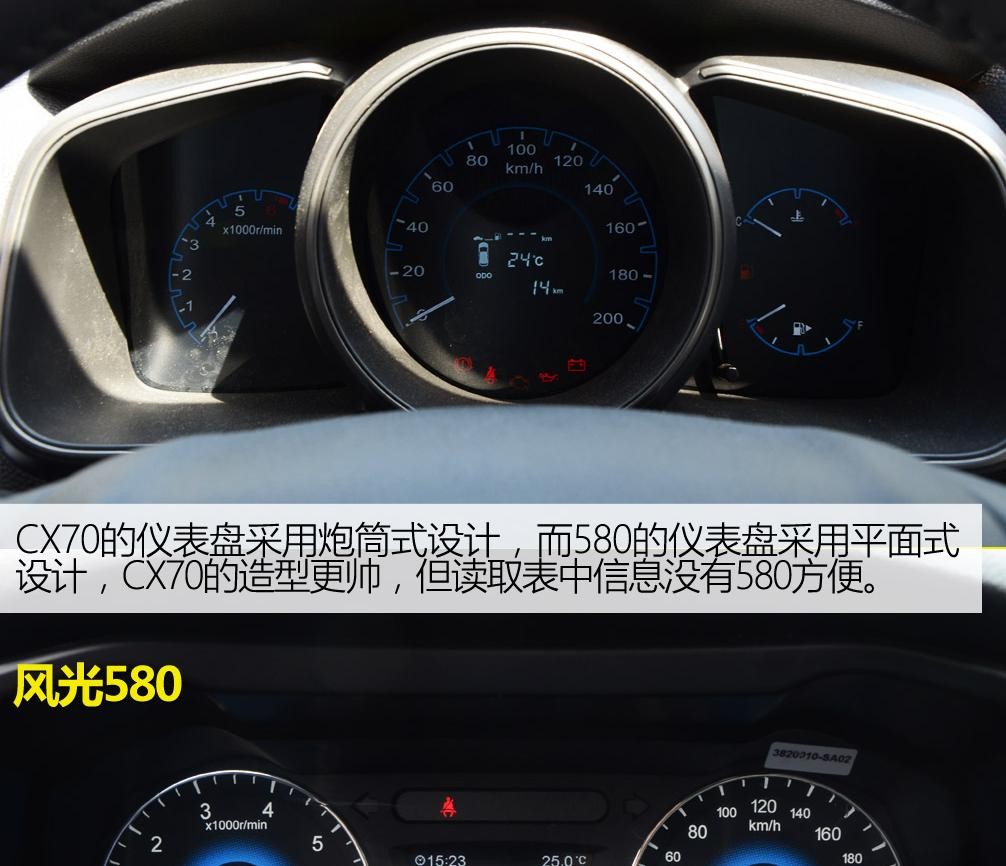 5
4
3
2
1
6
x1000r/min
100
80
120
km/h
60
140
40
160
20
180
200
---- km
24℃
ODO
14 km
C
F
CX70的仪表盘采用炮筒式设计，而580的仪表盘采用平面式
设计，CX70的造型更帅，但读取表中信息没有580方便。
风光580
3820010-SA02
3
4
x1000r/min
2
5
15:23
25.0℃
120
100
140
km/h
80
160
60
180